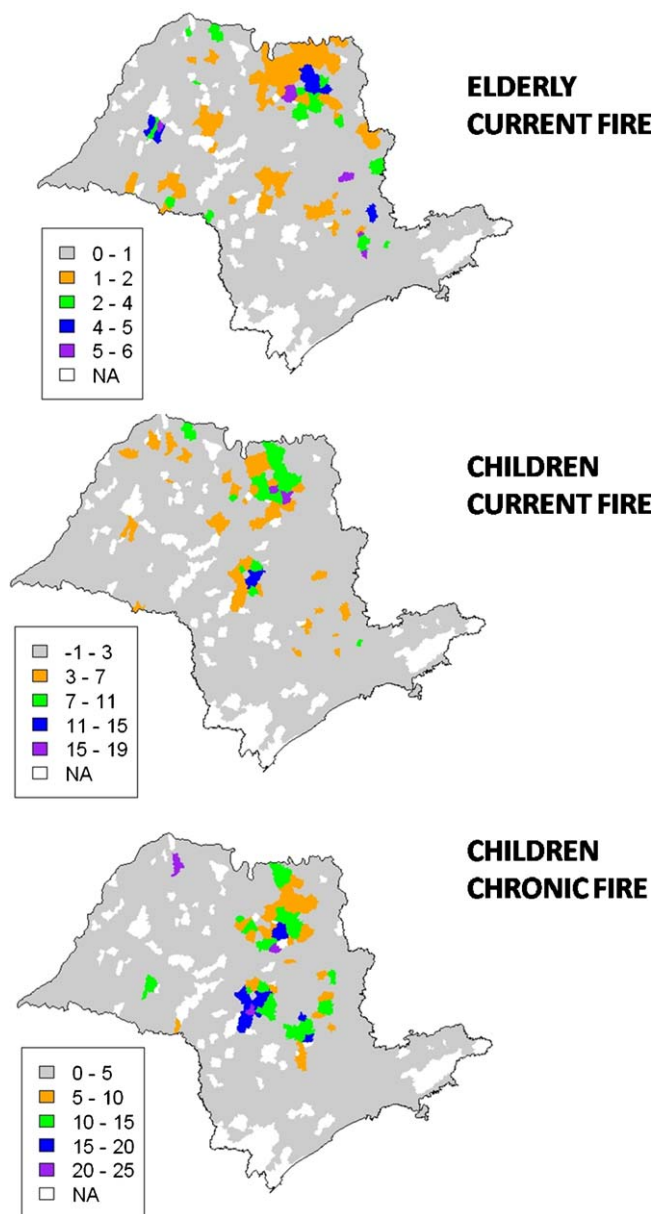 ELDERLY
CURRENT FIRE
0 - 1
1 - 2
2 - 4
4 - 5
5 - 6
NA
CHILDREN
CURRENT FIRE
-1 - 3
3 - 7
7 - 11
11 - 15
15 - 19
NA
CHILDREN
CHRONIC FIRE
0 - 5
5 - 10
10 - 15
15 - 20
20 - 25
NA